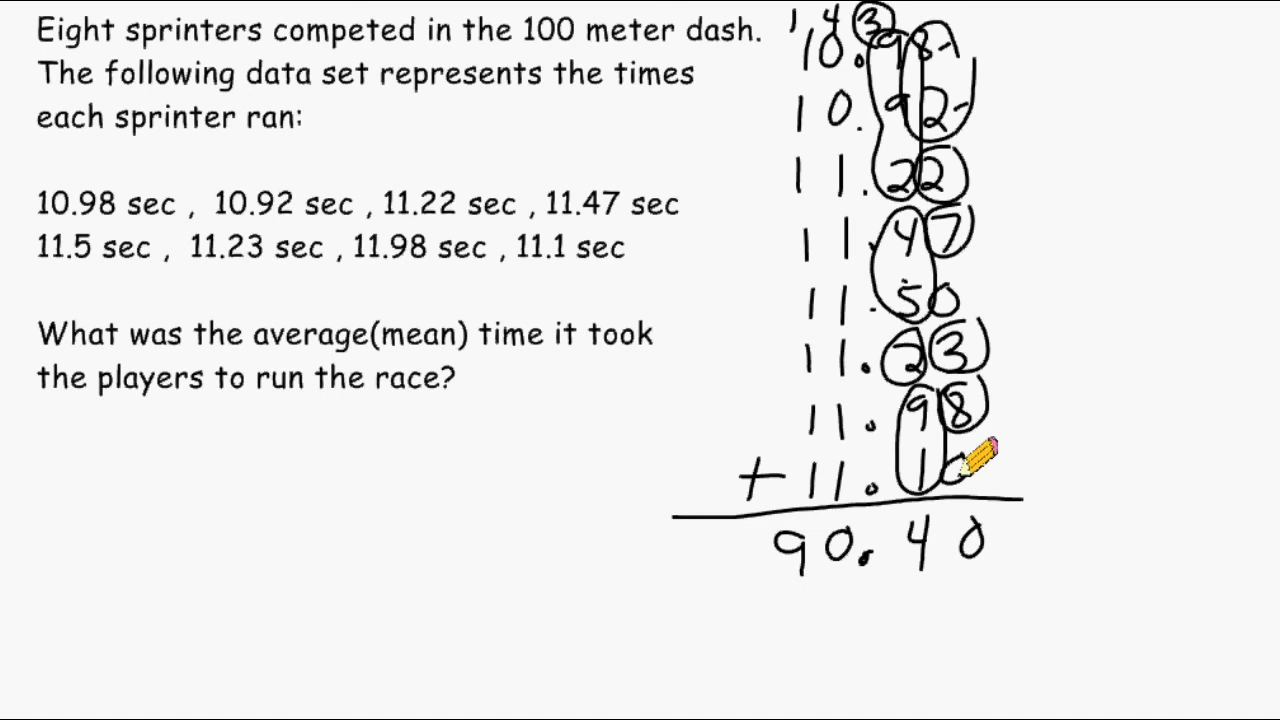 Eight sprinters competed in the 100 meter dash.
The following data set represents the times
each sprinter ran:
10.98 sec , 10.92 sec , 11.22 sec , 11.47 sec
11.5 sec , 11.23 sec , 11.98 sec , 11.1 sec
What was the average(mean) time it took
the players to run the race?
1 4 3
10.98
10.92
11.22
11.47
11.50
11.23
11.98
+ 11.10
90.40